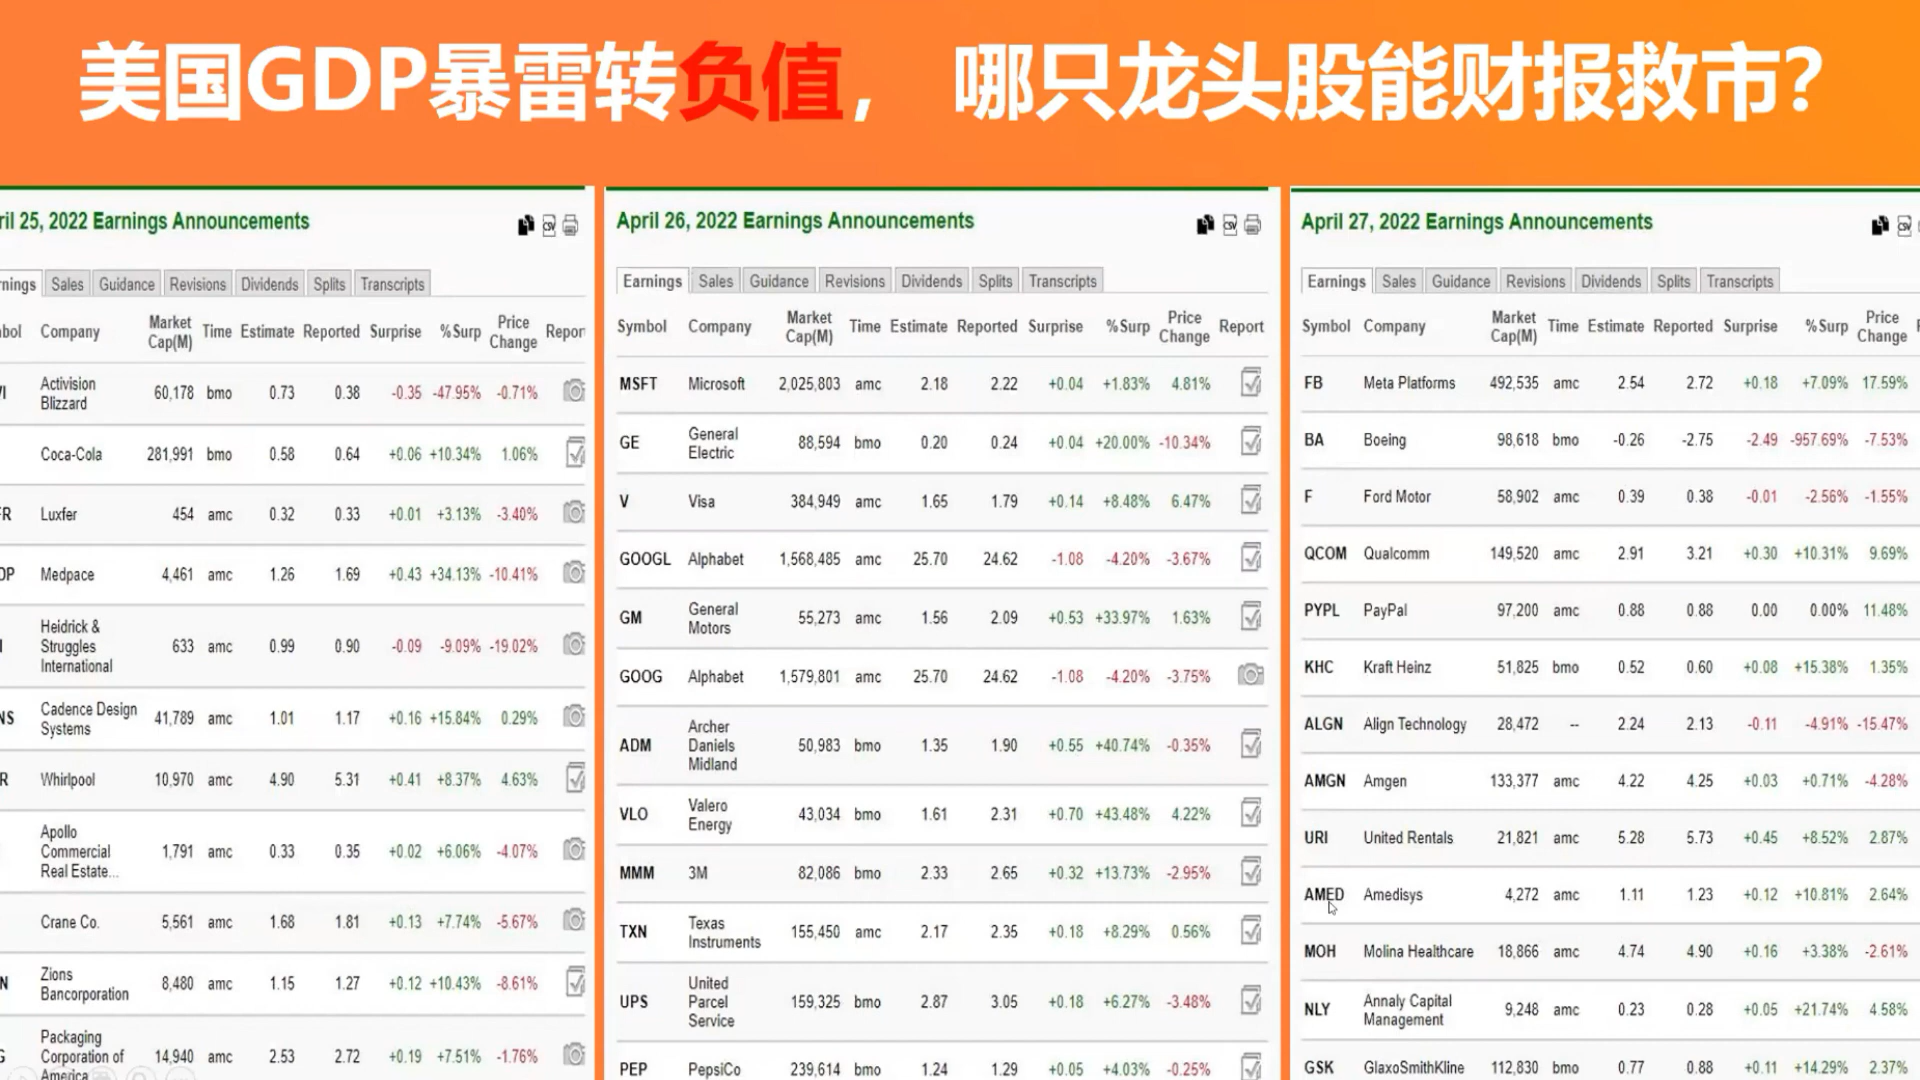 美国GDP暴雷转负值， 哪只龙头股能财报救市?
ril 25, 2022 Earnings Announcements
CSV
nings Sales Guidance Revisions Dividends Splits Transcripts
bol Company Market Cap(M) Time Estimate Reported Surprise %Surp Price Change Repor
VI Activision Blizzard 60,178 bmo 0.73 0.38 -0.35 -47.95% -0.71%
Coca-Cola 281,991 bmo 0.58 0.64 +0.06 +10.34% 1.06%
FR Luxfer 454 amc 0.32 0.33 +0.01 +3.13% -3.40%
DP Medpace 4,461 amc 1.26 1.69 +0.43 +34.13% -10.41%
I Heidrick & Struggles International 633 amc 0.99 0.90 -0.09 -9.09% -19.02%
NS Cadence Design Systems 41,789 amc 1.01 1.17 +0.16 +15.84% 0.29%
R Whirlpool 10,970 amc 4.90 5.31 +0.41 +8.37% 4.63%
Apollo Commercial Real Estate... 1,791 amc 0.33 0.35 +0.02 +6.06% -4.07%
Crane Co. 5,561 amc 1.68 1.81 +0.13 +7.74% -5.67%
N Zions Bancorporation 8,480 amc 1.15 1.27 +0.12 +10.43% -8.61%
G Packaging Corporation of America 14,940 amc 2.53 2.72 +0.19 +7.51% -1.76%
April 26, 2022 Earnings Announcements
CSV
Earnings Sales Guidance Revisions Dividends Splits Transcripts
Symbol Company Market Cap(M) Time Estimate Reported Surprise %Surp Price Change Report
MSFT Microsoft 2,025,803 amc 2.18 2.22 +0.04 +1.83% 4.81%
GE General Electric 88,594 bmo 0.20 0.24 +0.04 +20.00% -10.34%
V Visa 384,949 amc 1.65 1.79 +0.14 +8.48% 6.47%
GOOGL Alphabet 1,568,485 amc 25.70 24.62 -1.08 -4.20% -3.67%
GM General Motors 55,273 amc 1.56 2.09 +0.53 +33.97% 1.63%
GOOG Alphabet 1,579,801 amc 25.70 24.62 -1.08 -4.20% -3.75%
ADM Archer Daniels Midland 50,983 bmo 1.35 1.90 +0.55 +40.74% -0.35%
VLO Valero Energy 43,034 bmo 1.61 2.31 +0.70 +43.48% 4.22%
MMM 3M 82,086 bmo 2.33 2.65 +0.32 +13.73% -2.95%
TXN Texas Instruments 155,450 amc 2.17 2.35 +0.18 +8.29% 0.56%
UPS United Parcel Service 159,325 bmo 2.87 3.05 +0.18 +6.27% -3.48%
PEP PepsiCo 239,614 bmo 1.24 1.29 +0.05 +4.03% -0.25%
April 27, 2022 Earnings Announcements
CSV
Earnings Sales Guidance Revisions Dividends Splits Transcripts
Symbol Company Market Cap(M) Time Estimate Reported Surprise %Surp Price Change
FB Meta Platforms 492,535 amc 2.54 2.72 +0.18 +7.09% 17.59%
BA Boeing 98,618 bmo -0.26 -2.75 -2.49 -957.69% -7.53%
F Ford Motor 58,902 amc 0.39 0.38 -0.01 -2.56% -1.55%
QCOM Qualcomm 149,520 amc 2.91 3.21 +0.30 +10.31% 9.69%
PYPL PayPal 97,200 amc 0.88 0.88 0.00 0.00% 11.48%
KHC Kraft Heinz 51,825 bmo 0.52 0.60 +0.08 +15.38% 1.35%
ALGN Align Technology 28,472 -- 2.24 2.13 -0.11 -4.91% -15.47%
AMGN Amgen 133,377 amc 4.22 4.25 +0.03 +0.71% -4.28%
URI United Rentals 21,821 amc 5.28 5.73 +0.45 +8.52% 2.87%
AMED Amedisys 4,272 amc 1.11 1.23 +0.12 +10.81% 2.64%
MOH Molina Healthcare 18,866 amc 4.74 4.90 +0.16 +3.38% -2.61%
NLY Annaly Capital Management 9,248 amc 0.23 0.28 +0.05 +21.74% 4.58%
GSK GlaxoSmithKline 112,830 bmo 0.77 0.88 +0.11 +14.29% 2.37%